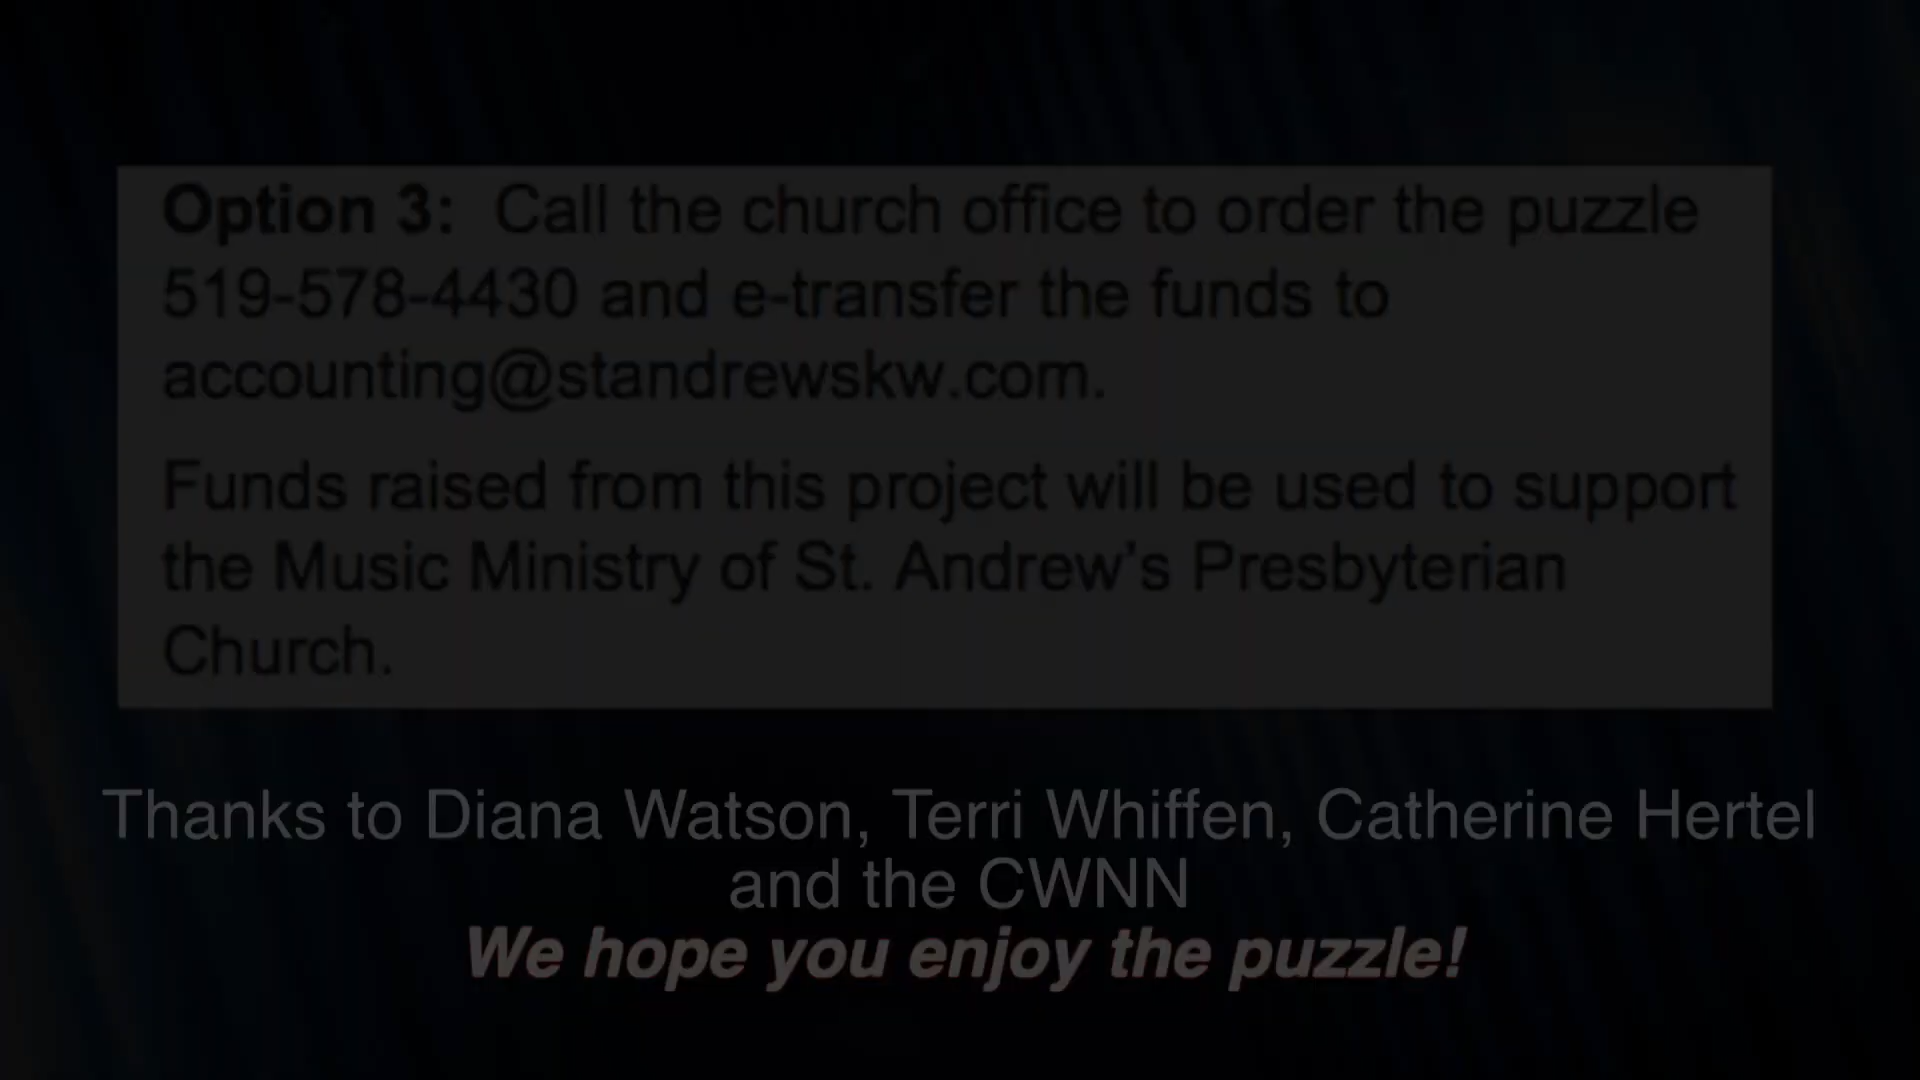 Option 3: Call the church office to order the puzzle
519-578-4430 and e-transfer the funds to
accounting@standrewskw.com.
Funds raised from this project will be used to support
the Music Ministry of St. Andrew's Presbyterian
Church.
Thanks to Diana Watson, Terri Whiffen, Catherine Hertel
and the CWNN
We hope you enjoy the puzzle!